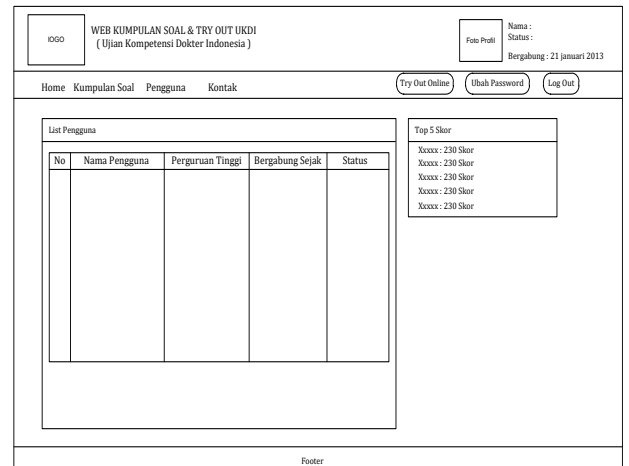 lOGO
WEB KUMPULAN SOAL & TRY OUT UKDI
( Ujian Kompetensi Dokter Indonesia )
Foto Profil
Nama :
Status :
Bergabung : 21 januari 2013
Home Kumpulan Soal Pengguna Kontak
Try Out Online Ubah Password Log Out
List Pengguna
No Nama Pengguna Perguruan Tinggi Bergabung Sejak Status
Top 5 Skor
Xxxxx : 230 Skor
Xxxxx : 230 Skor
Xxxxx : 230 Skor
Xxxxx : 230 Skor
Xxxxx : 230 Skor
Footer